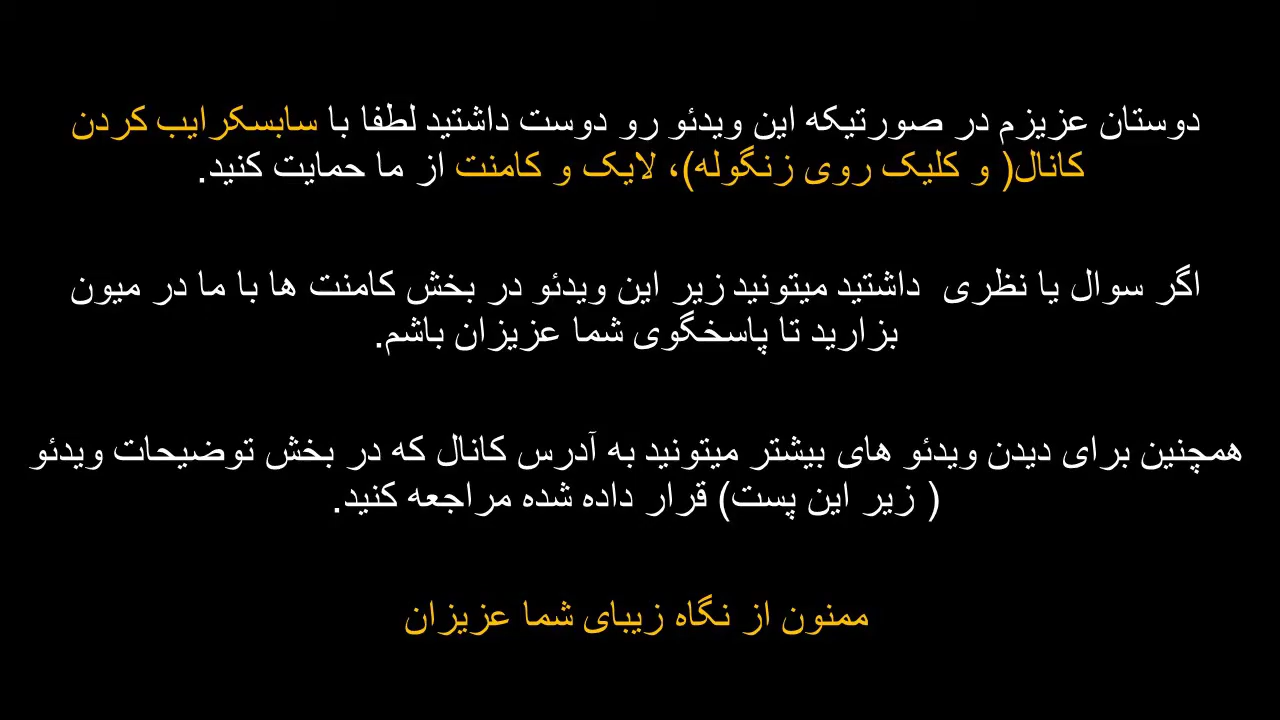 دوستان عزیزم در صورتیکه این ویدئو رو دوست داشتید لطفا با سابسکرایب کردن
کانال( و کلیک روی زنگوله)، لایک و کامنت از ما حمایت کنید.
اگر سوال یا نظری  داشتید میتونید زیر این ویدئو در بخش کامنت ها با ما در میون
بزارید تا پاسخگوی شما عزیزان باشم.
همچنین برای دیدن ویدئو های بیشتر میتونید به آدرس کانال که در بخش توضیحات ویدئو
( زیر این پست) قرار داده شده مراجعه کنید.
ممنون از نگاه زیبای شما عزیزان